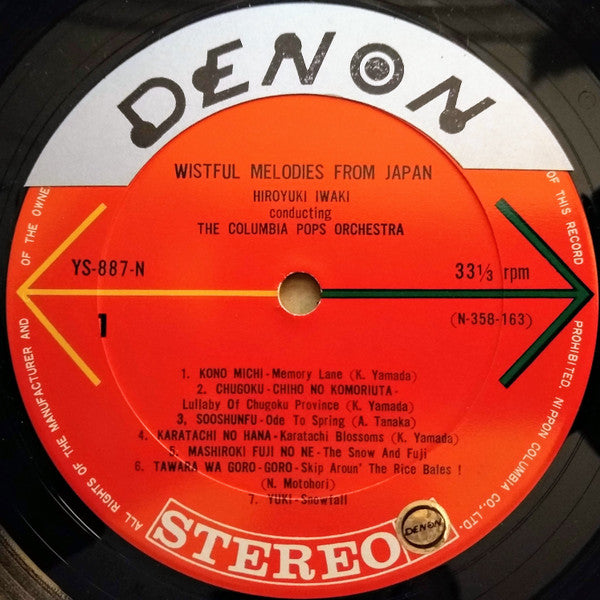 DENON
WISTFUL MELODIES FROM JAPAN
HIROYUKI IWAKI
conducting
THE COLUMBIA POPS ORCHESTRA
YS-887-N
33⅓ rpm
1
(N-358-163)
1. KONO MICHI-Memory Lane (K. Yamada)
2. CHUGOKU-CHIHO NO KOMORIUTA-
Lullaby Of Chugoku Province (K. Yamada)
3. SOOSHUNFU-Ode To Spring (A. Tanaka)
4. KARATACHI NO HANA-Karatachi Blossoms (K. Yamada)
5. MASHIROKI FUJI NO NE-The Snow And Fuji
6. TAWARA WA GORO-GORO-Skip Aroun' The Rice Bales !
(N. Motohori)
7. YUKI-Snowfall
STEREO
DENON
ALL RIGHTS OF THE MANUFACTURER AND OF THE OWNE
OF THIS RECORD PROHIBITED. NIPPON COLUMBIA CO., LTD.